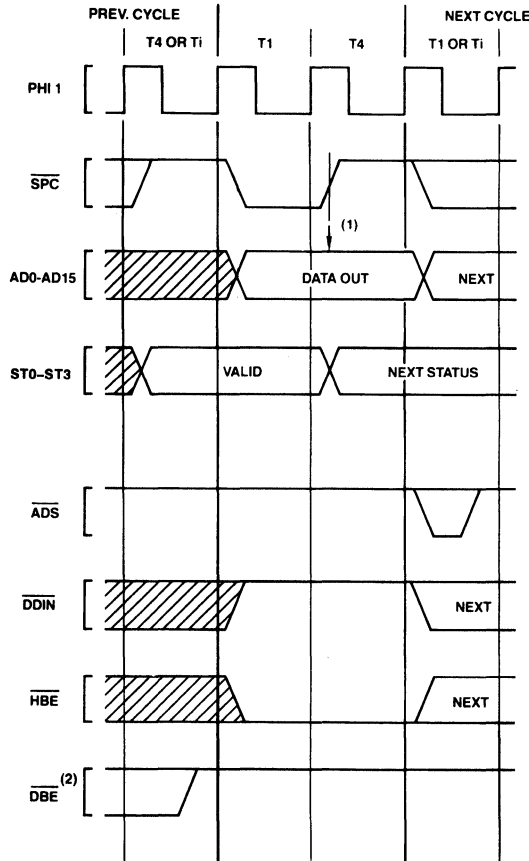 PREV. CYCLE
NEXT CYCLE
T4 OR Ti
T1
T4
T1 OR Ti
PHI 1
SPC
(1)
AD0-AD15
DATA OUT
NEXT
ST0–ST3
VALID
NEXT STATUS
ADS
DDIN
NEXT
HBE
NEXT
DBE (2)